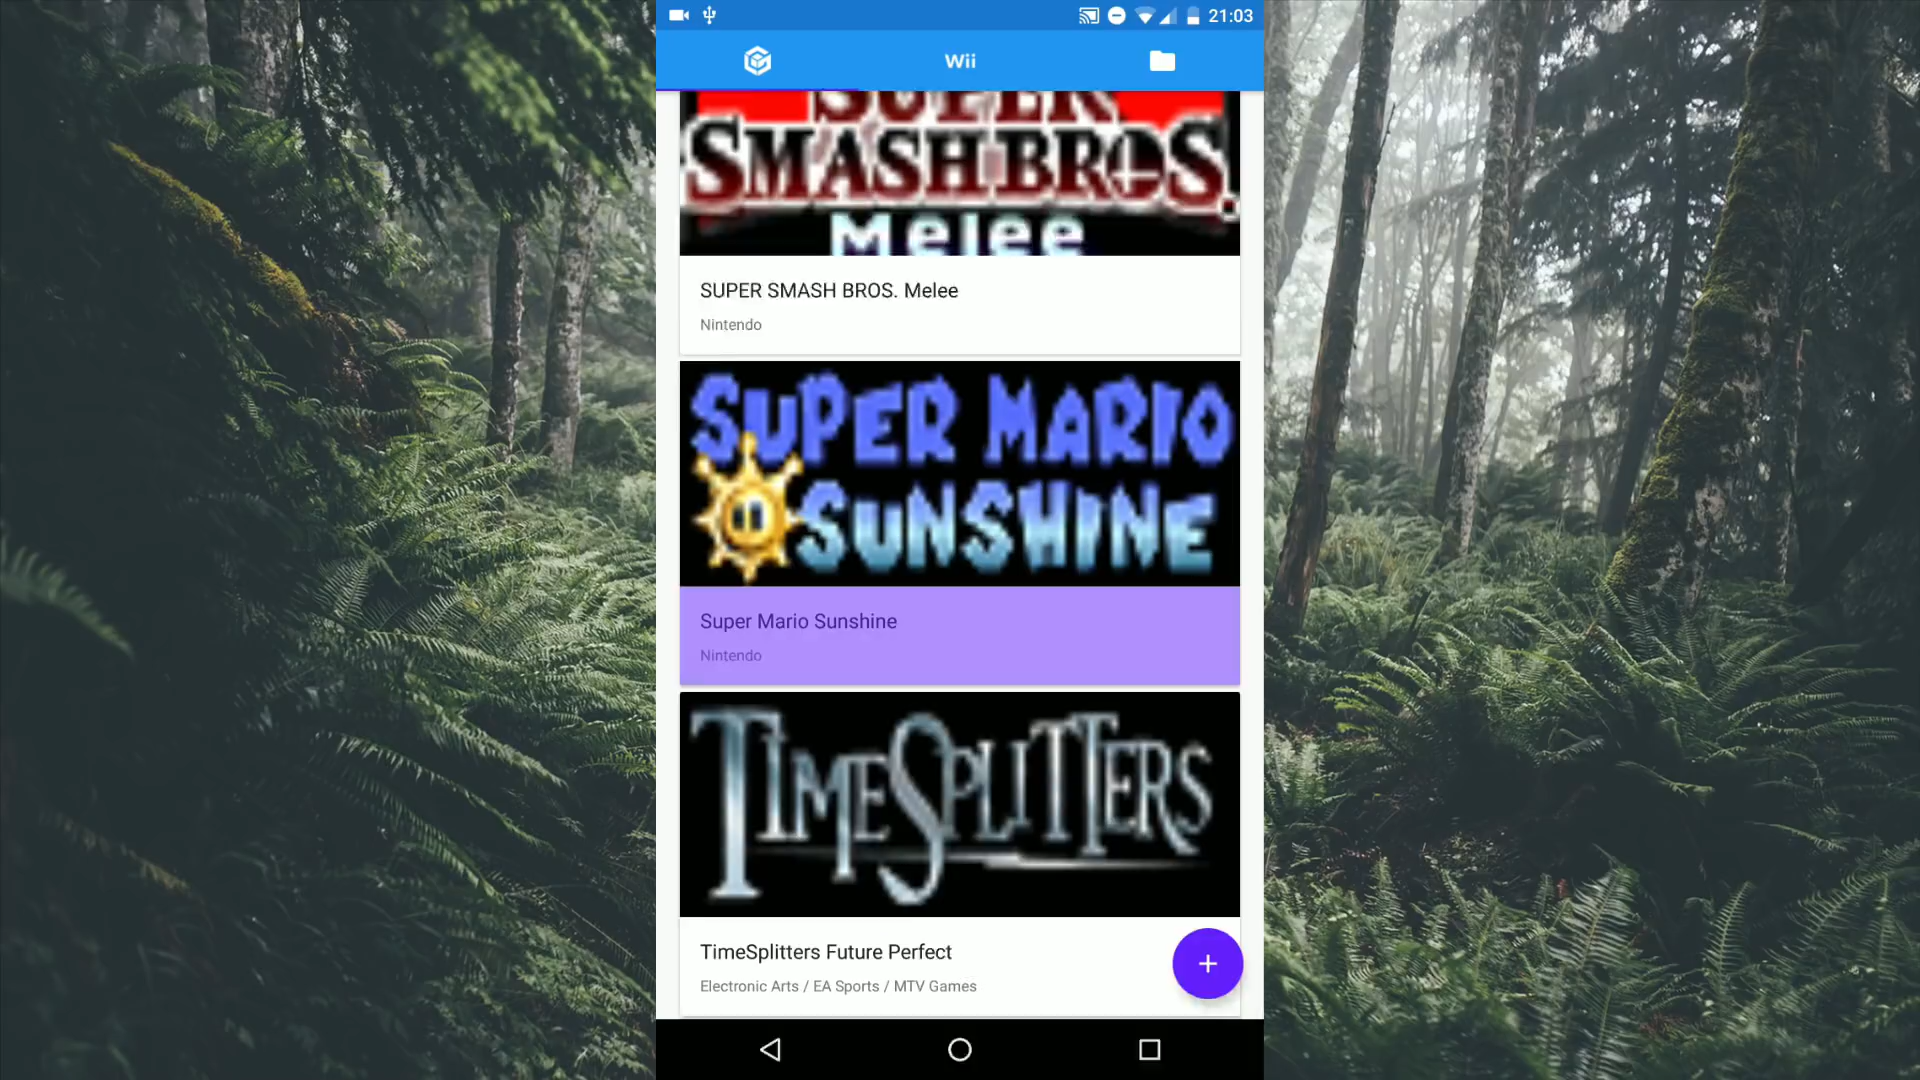 21:03
Wii
SUPER
SMASH BROS.
Melee
SUPER SMASH BROS. Melee
Nintendo
SUPER MARIO
SUNSHINE
Super Mario Sunshine
Nintendo
TIMESPLITTERS
TimeSplitters Future Perfect
Electronic Arts / EA Sports / MTV Games